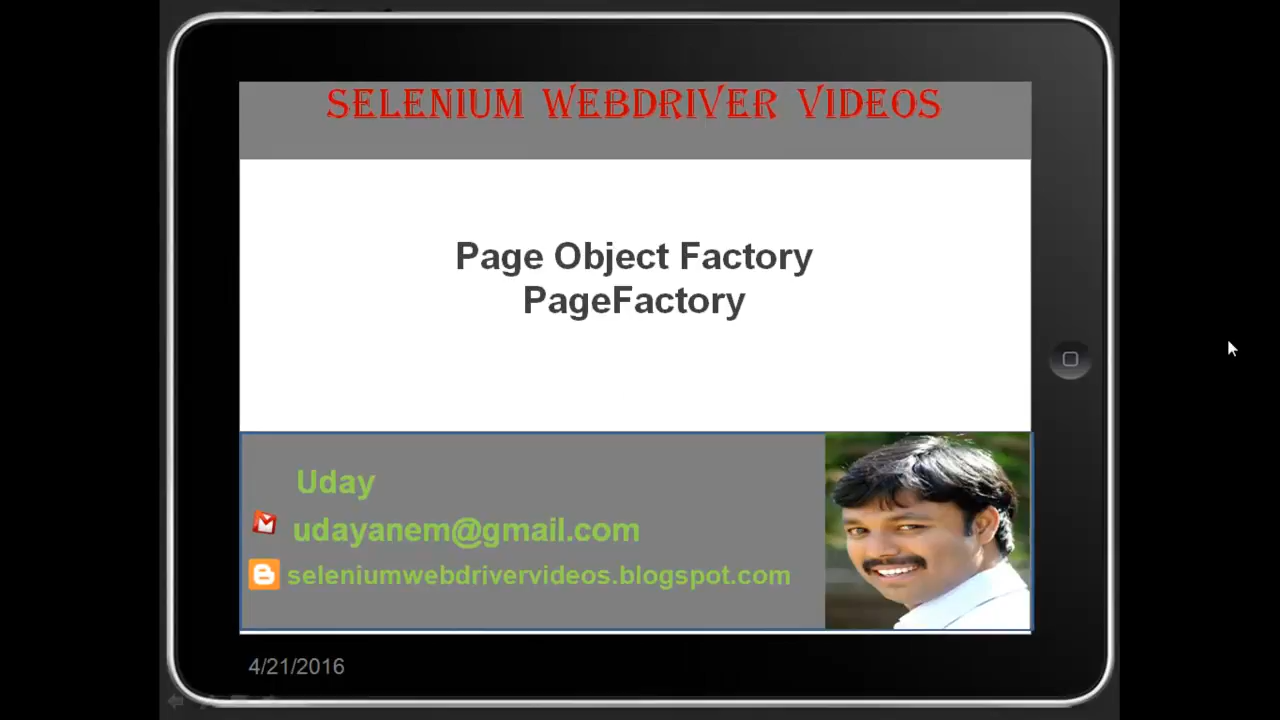 SELENIUM WEBDRIVER VIDEOS
Page Object Factory
PageFactory
Uday
udayanem@gmail.com
seleniumwebdrivervideos.blogspot.com
4/21/2016